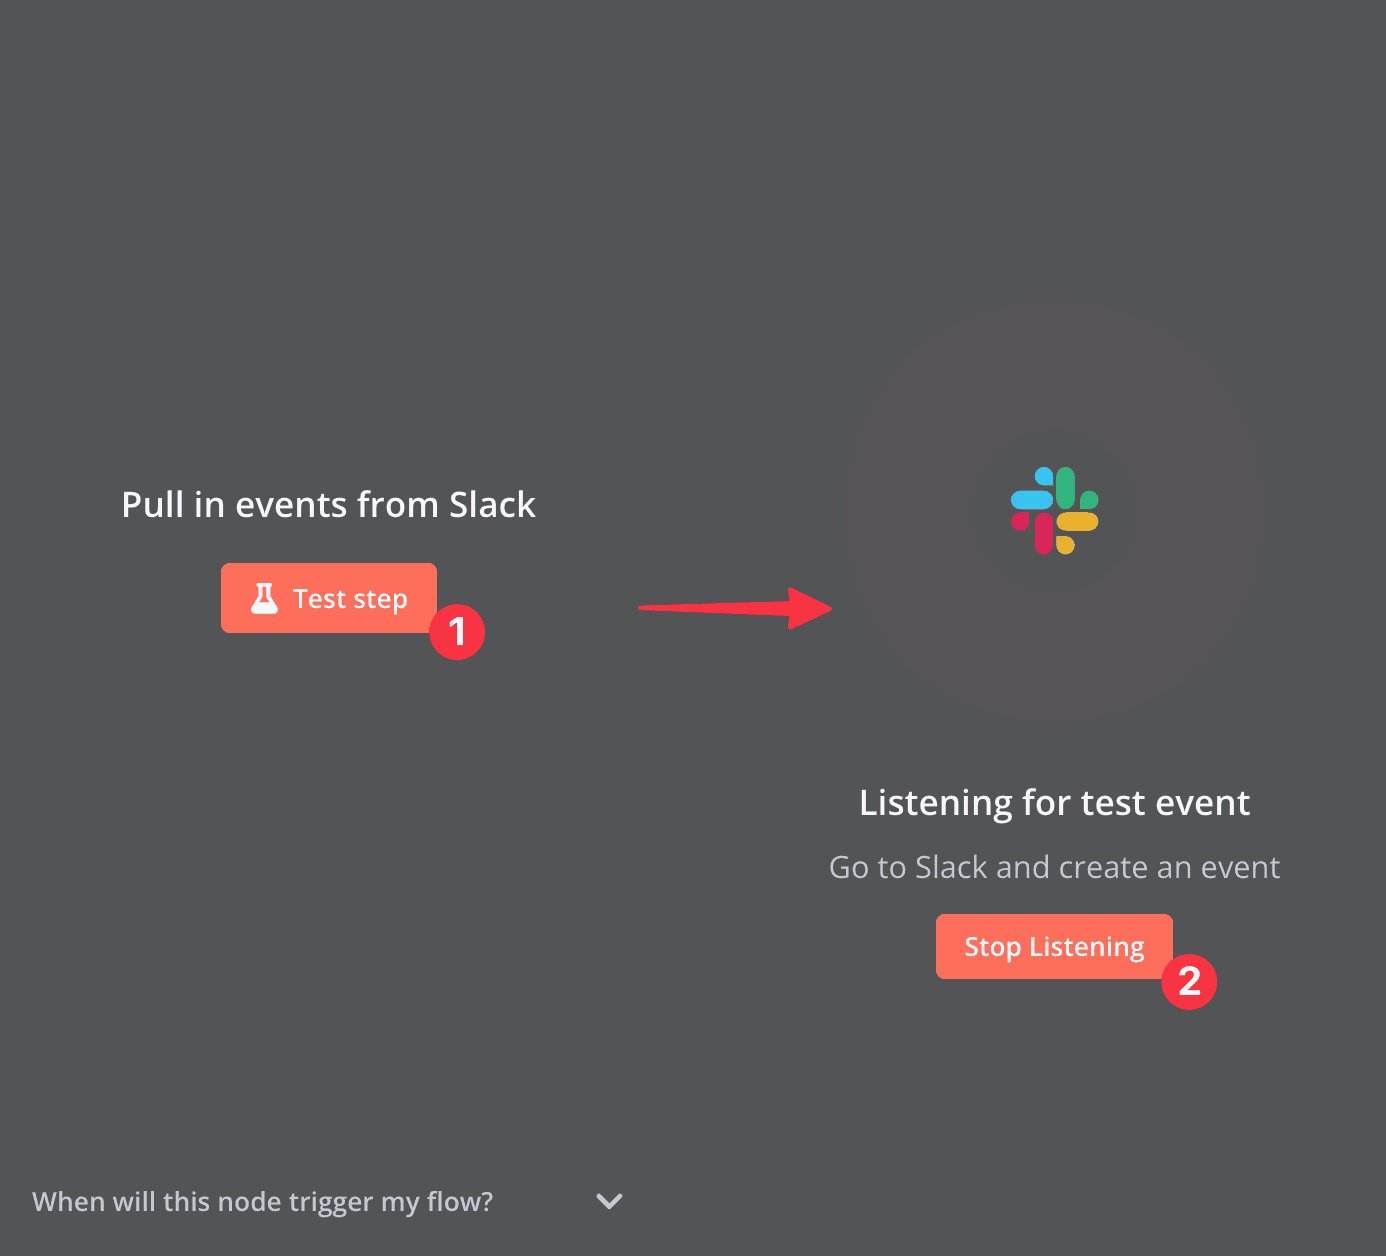 Pull in events from Slack
Test step
1
Listening for test event
Go to Slack and create an event
Stop Listening
2
When will this node trigger my flow?